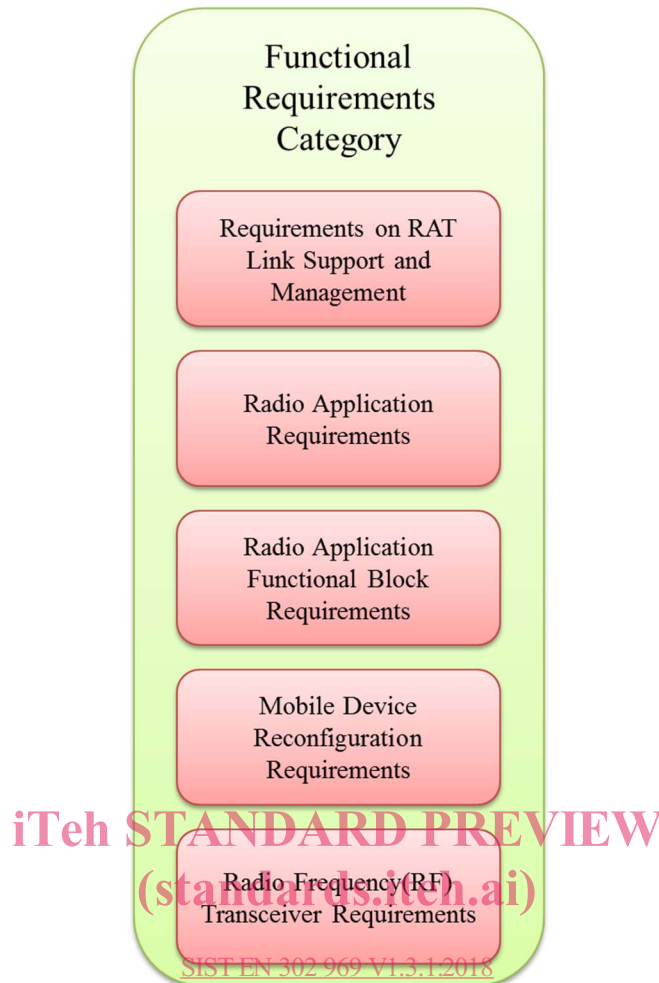 Functional
Requirements
Category
Requirements on RAT
Link Support and
Management
Radio Application
Requirements
Radio Application
Functional Block
Requirements
Mobile Device
Reconfiguration
Requirements
iTeh STANDARD PREVIEW
(standards.iteh.ai)
Radio Frequency(RF)
Transceiver Requirements
SIST EN 302 969 V1.3.1:2018